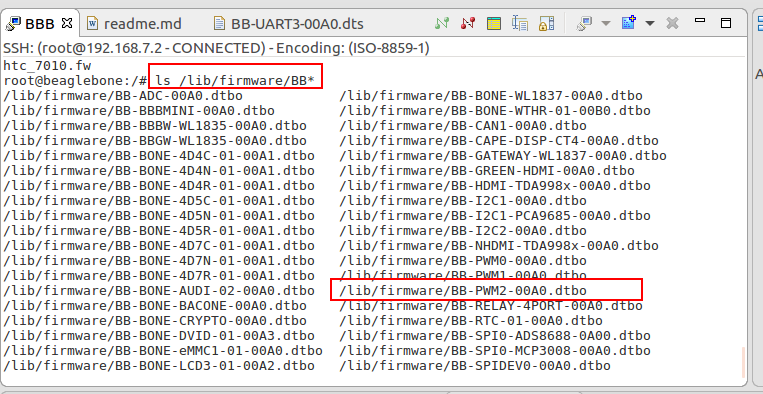 BBB readme.md BB-UART3-00A0.dts
SSH: (root@192.168.7.2 - CONNECTED) - Encoding: (ISO-8859-1)
htc_7010.fw
root@beaglebone:/# ls /lib/firmware/BB*
/lib/firmware/BB-ADC-00A0.dtbo /lib/firmware/BB-BONE-WL1837-00A0.dtbo
/lib/firmware/BB-BBBMINI-00A0.dtbo /lib/firmware/BB-BONE-WTHR-01-00B0.dtbo
/lib/firmware/BB-BBBW-WL1835-00A0.dtbo /lib/firmware/BB-CAN1-00A0.dtbo
/lib/firmware/BB-BBGW-WL1835-00A0.dtbo /lib/firmware/BB-CAPE-DISP-CT4-00A0.dtbo
/lib/firmware/BB-BONE-4D4C-01-00A1.dtbo /lib/firmware/BB-GATEWAY-WL1837-00A0.dtbo
/lib/firmware/BB-BONE-4D4N-01-00A1.dtbo /lib/firmware/BB-GREEN-HDMI-00A0.dtbo
/lib/firmware/BB-BONE-4D4R-01-00A1.dtbo /lib/firmware/BB-HDMI-TDA998x-00A0.dtbo
/lib/firmware/BB-BONE-4D5C-01-00A1.dtbo /lib/firmware/BB-I2C1-00A0.dtbo
/lib/firmware/BB-BONE-4D5N-01-00A1.dtbo /lib/firmware/BB-I2C1-PCA9685-00A0.dtbo
/lib/firmware/BB-BONE-4D5R-01-00A1.dtbo /lib/firmware/BB-I2C2-00A0.dtbo
/lib/firmware/BB-BONE-4D7C-01-00A1.dtbo /lib/firmware/BB-NHDMI-TDA998x-00A0.dtbo
/lib/firmware/BB-BONE-4D7N-01-00A1.dtbo /lib/firmware/BB-PWM0-00A0.dtbo
/lib/firmware/BB-BONE-4D7R-01-00A1.dtbo /lib/firmware/BB-PWM1-00A0.dtbo
/lib/firmware/BB-BONE-AUDI-02-00A0.dtbo /lib/firmware/BB-PWM2-00A0.dtbo
/lib/firmware/BB-BONE-BACONE-00A0.dtbo /lib/firmware/BB-RELAY-4PORT-00A0.dtbo
/lib/firmware/BB-BONE-CRYPTO-00A0.dtbo /lib/firmware/BB-RTC-01-00A0.dtbo
/lib/firmware/BB-BONE-DVID-01-00A3.dtbo /lib/firmware/BB-SPI0-ADS8688-0A00.dtbo
/lib/firmware/BB-BONE-eMMC1-01-00A0.dtbo /lib/firmware/BB-SPI0-MCP3008-00A0.dtbo
/lib/firmware/BB-BONE-LCD3-01-00A2.dtbo /lib/firmware/BB-SPIDEV0-00A0.dtbo